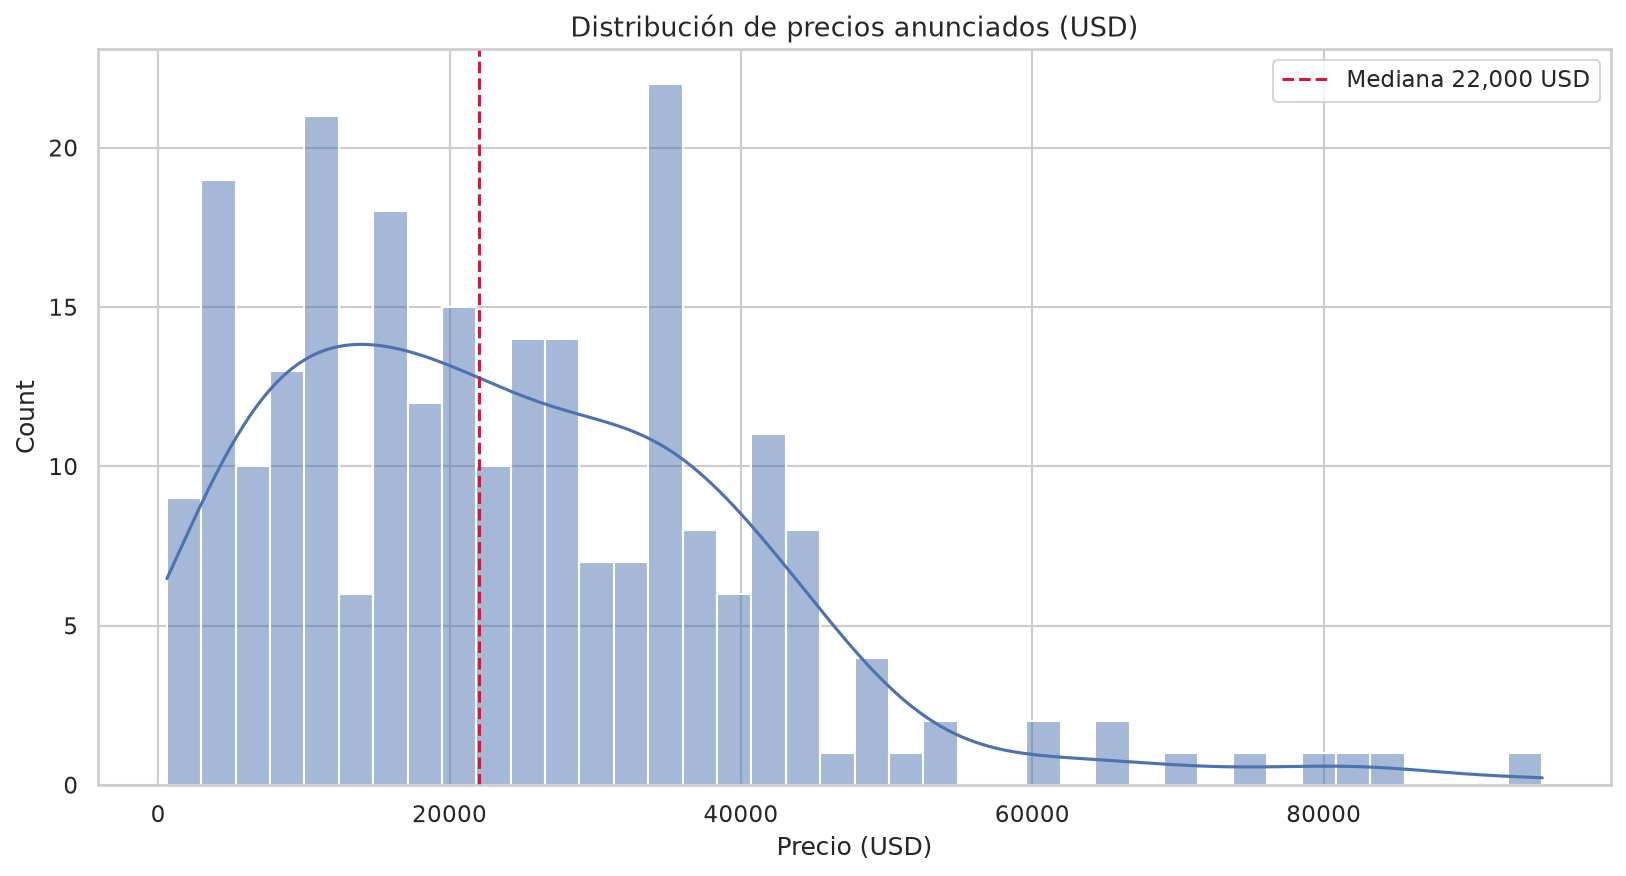 Distribución de precios anunciados (USD)
Mediana 22,000 USD
20
15
10
5
0
Count
0 20000 40000 60000 80000
Precio (USD)